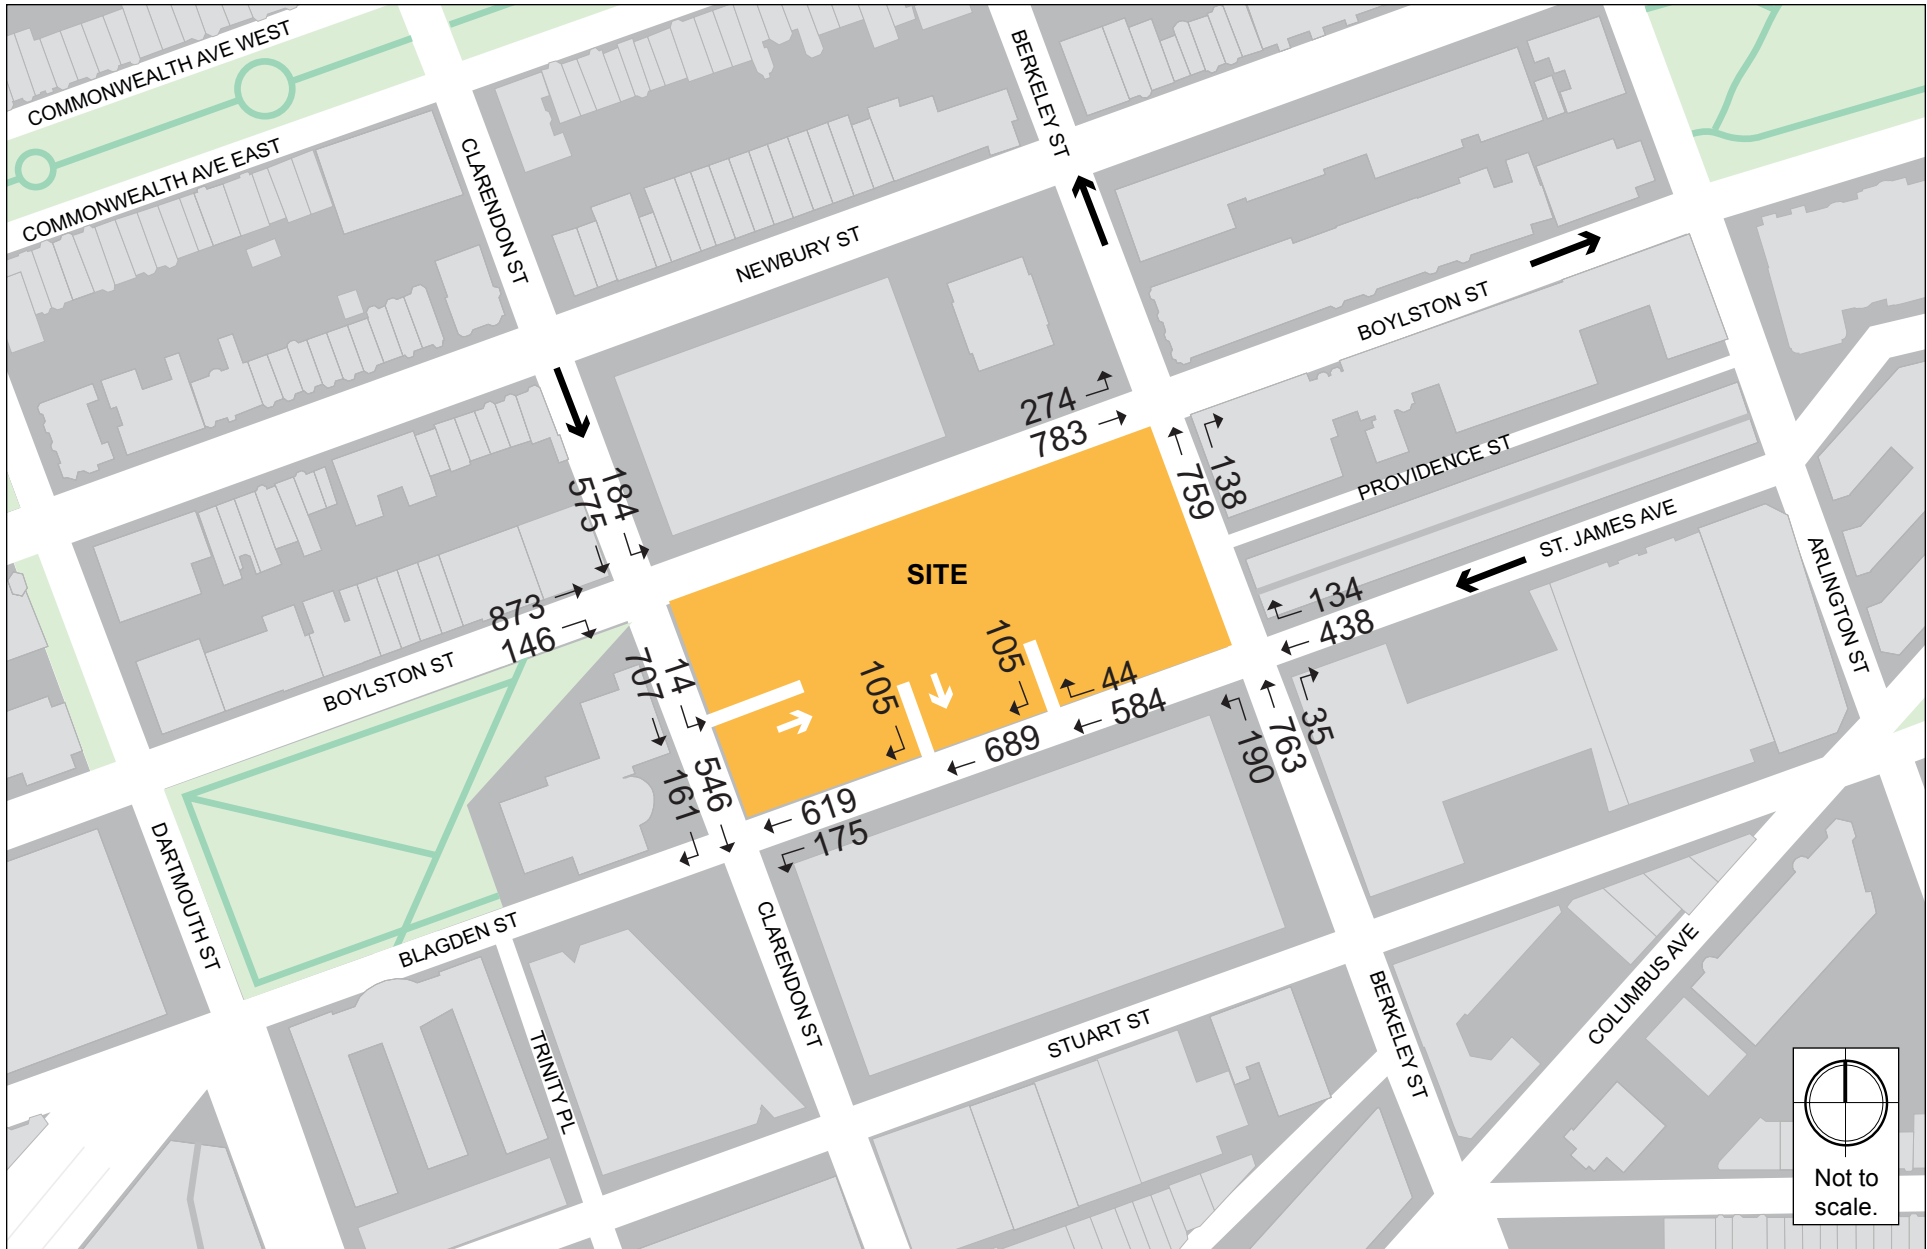 COMMONWEALTH AVE WEST
COMMONWEALTH AVE EAST
CLARENDON ST
BERKELEY ST
NEWBURY ST
BOYLSTON ST
PROVIDENCE ST
ST. JAMES AVE
ARLINGTON ST
274
783
138
759
184
575
873
146
SITE
134
438
BOYLSTON ST
14
707
105
105
44
584
689
35
763
190
546
161
619
175
DARTMOUTH ST
BLAGDEN ST
CLARENDON ST
TRINITY PL
STUART ST
BERKELEY ST
COLUMBUS AVE
Not to
scale.